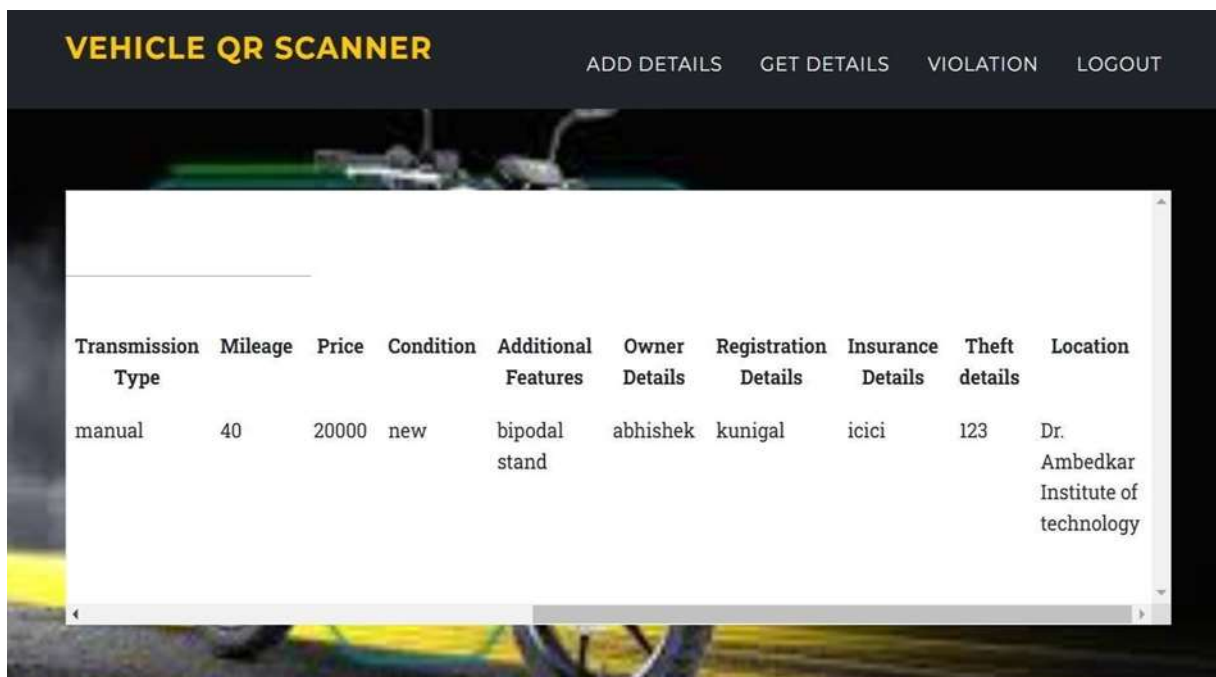 VEHICLE QR SCANNER
ADD DETAILS GET DETAILS VIOLATION LOGOUT
Transmission Mileage Price Condition Additional Owner Registration Insurance Theft Location
Type Features Details Details Details details
manual 40 20000 new bipodal abhishek kunigal icici 123 Dr.
stand Ambedkar
Institute of
technology